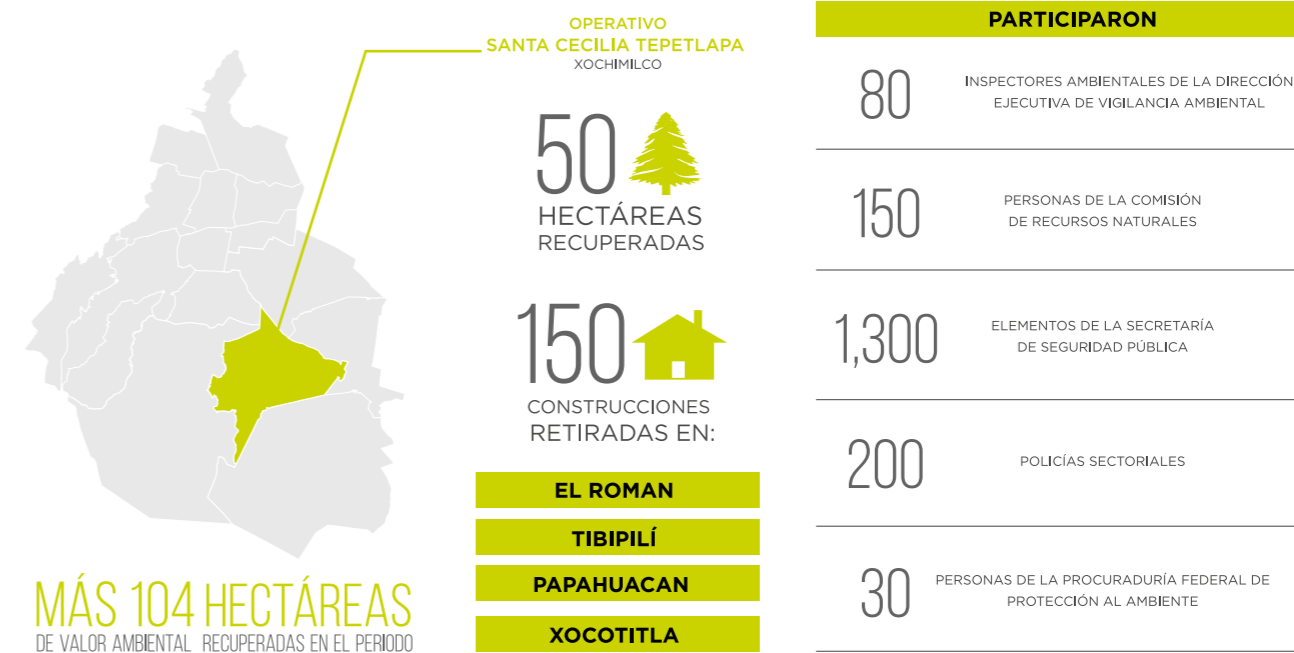 OPERATIVO
SANTA CECILIA TEPETLAPA
XOCHIMILCO
50
HECTÁREAS
RECUPERADAS
150
CONSTRUCCIONES
RETIRADAS EN:
EL ROMAN
TIBIPILÍ
PAPAHUACAN
XOCOTITLA
MÁS 104 HECTÁREAS
DE VALOR AMBIENTAL RECUPERADAS EN EL PERIODO
PARTICIPARON
80
INSPECTORES AMBIENTALES DE LA DIRECCIÓN
EJECUTIVA DE VIGILANCIA AMBIENTAL
150
PERSONAS DE LA COMISIÓN
DE RECURSOS NATURALES
1,300
ELEMENTOS DE LA SECRETARÍA
DE SEGURIDAD PÚBLICA
200
POLICÍAS SECTORIALES
30
PERSONAS DE LA PROCURADURÍA FEDERAL DE
PROTECCIÓN AL AMBIENTE